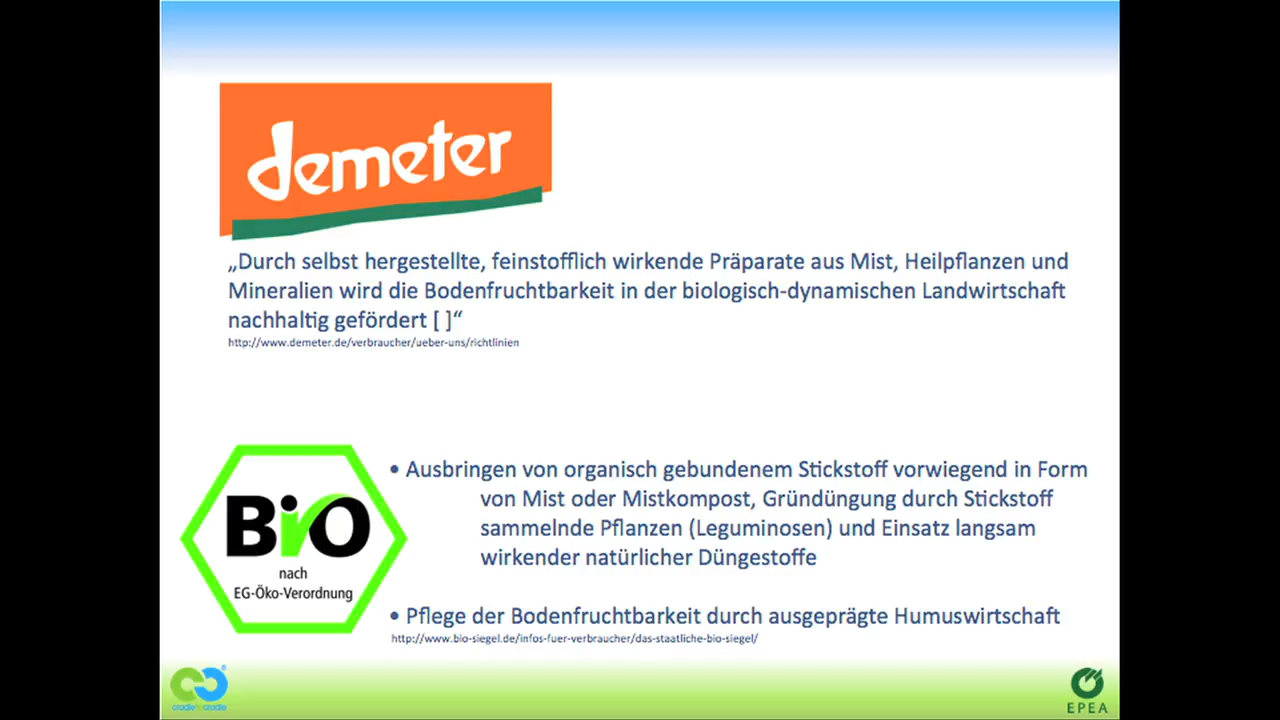 demeter
„Durch selbst hergestellte, feinstofflich wirkende Präparate aus Mist, Heilpflanzen und
Mineralien wird die Bodenfruchtbarkeit in der biologisch-dynamischen Landwirtschaft
nachhaltig gefördert [ ]“
http://www.demeter.de/verbraucher/ueber-uns/richtlinien
Bio
nach
EG-Öko-Verordnung
• Ausbringen von organisch gebundenem Stickstoff vorwiegend in Form
von Mist oder Mistkompost, Gründüngung durch Stickstoff
sammelnde Pflanzen (Leguminosen) und Einsatz langsam
wirkender natürlicher Düngestoffe
• Pflege der Bodenfruchtbarkeit durch ausgeprägte Humuswirtschaft
http://www.bio-siegel.de/infos-fuer-verbraucher/das-staatliche-bio-siegel/
cradletocradle
®
EPEA